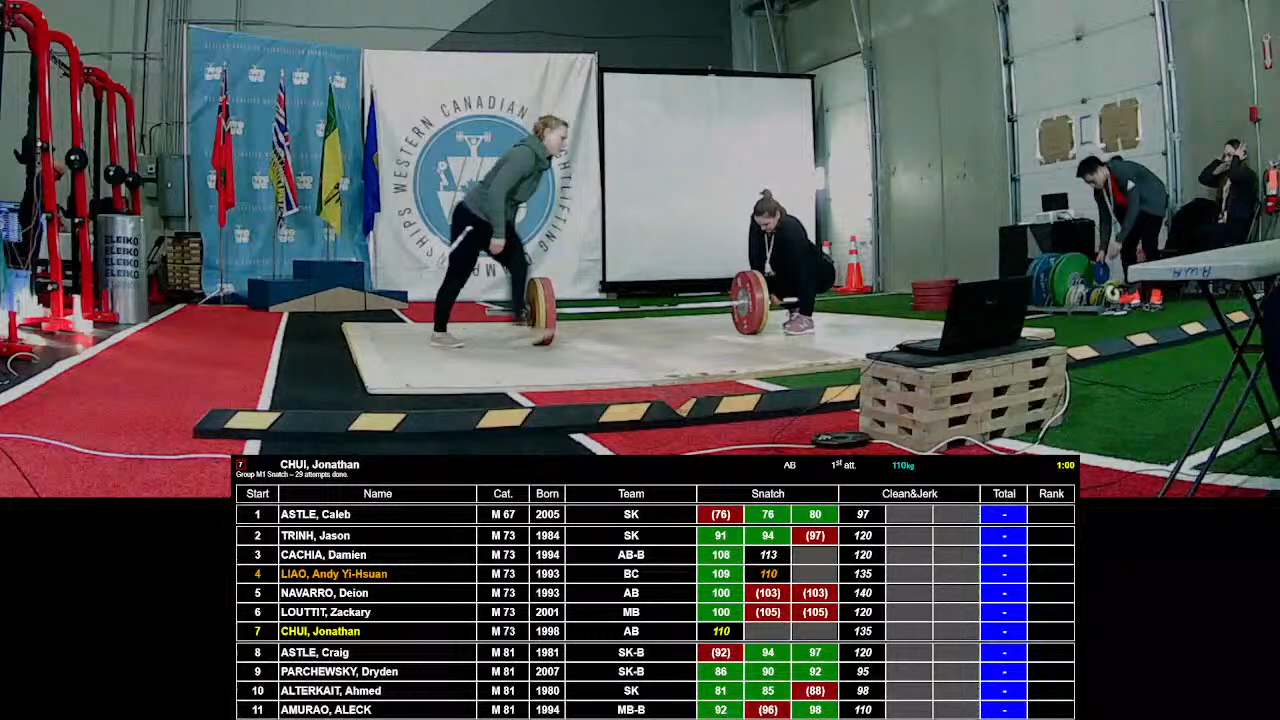 WESTERN CANADIAN
CHAMPIONSHIPS
ELEIKO
ELEIKO
ELEIKO
ELEIKO
7 CHUI, Jonathan AB 1st att. 110kg 1:00
Group M1 Snatch – 29 attempts done.
Start Name Cat. Born Team Snatch Clean&Jerk Total Rank
1 ASTLE, Caleb M 67 2005 SK (76) 76 80 97 -
2 TRINH, Jason M 73 1984 SK 91 94 (97) 120 -
3 CACHIA, Damien M 73 1994 AB-B 108 113 120 -
4 LIAO, Andy Yi-Hsuan M 73 1993 BC 109 110 135 -
5 NAVARRO, Deion M 73 1993 AB 100 (103) (103) 140 -
6 LOUTTIT, Zackary M 73 2001 MB 100 (105) (105) 120 -
7 CHUI, Jonathan M 73 1998 AB 110 135 -
8 ASTLE, Craig M 81 1981 SK-B (92) 94 97 120 -
9 PARCHEWSKY, Dryden M 81 2007 SK-B 86 90 92 95 -
10 ALTERKAIT, Ahmed M 81 1980 SK 81 85 (88) 98 -
11 AMURAO, ALECK M 81 1994 MB-B 92 (96) 98 110 -